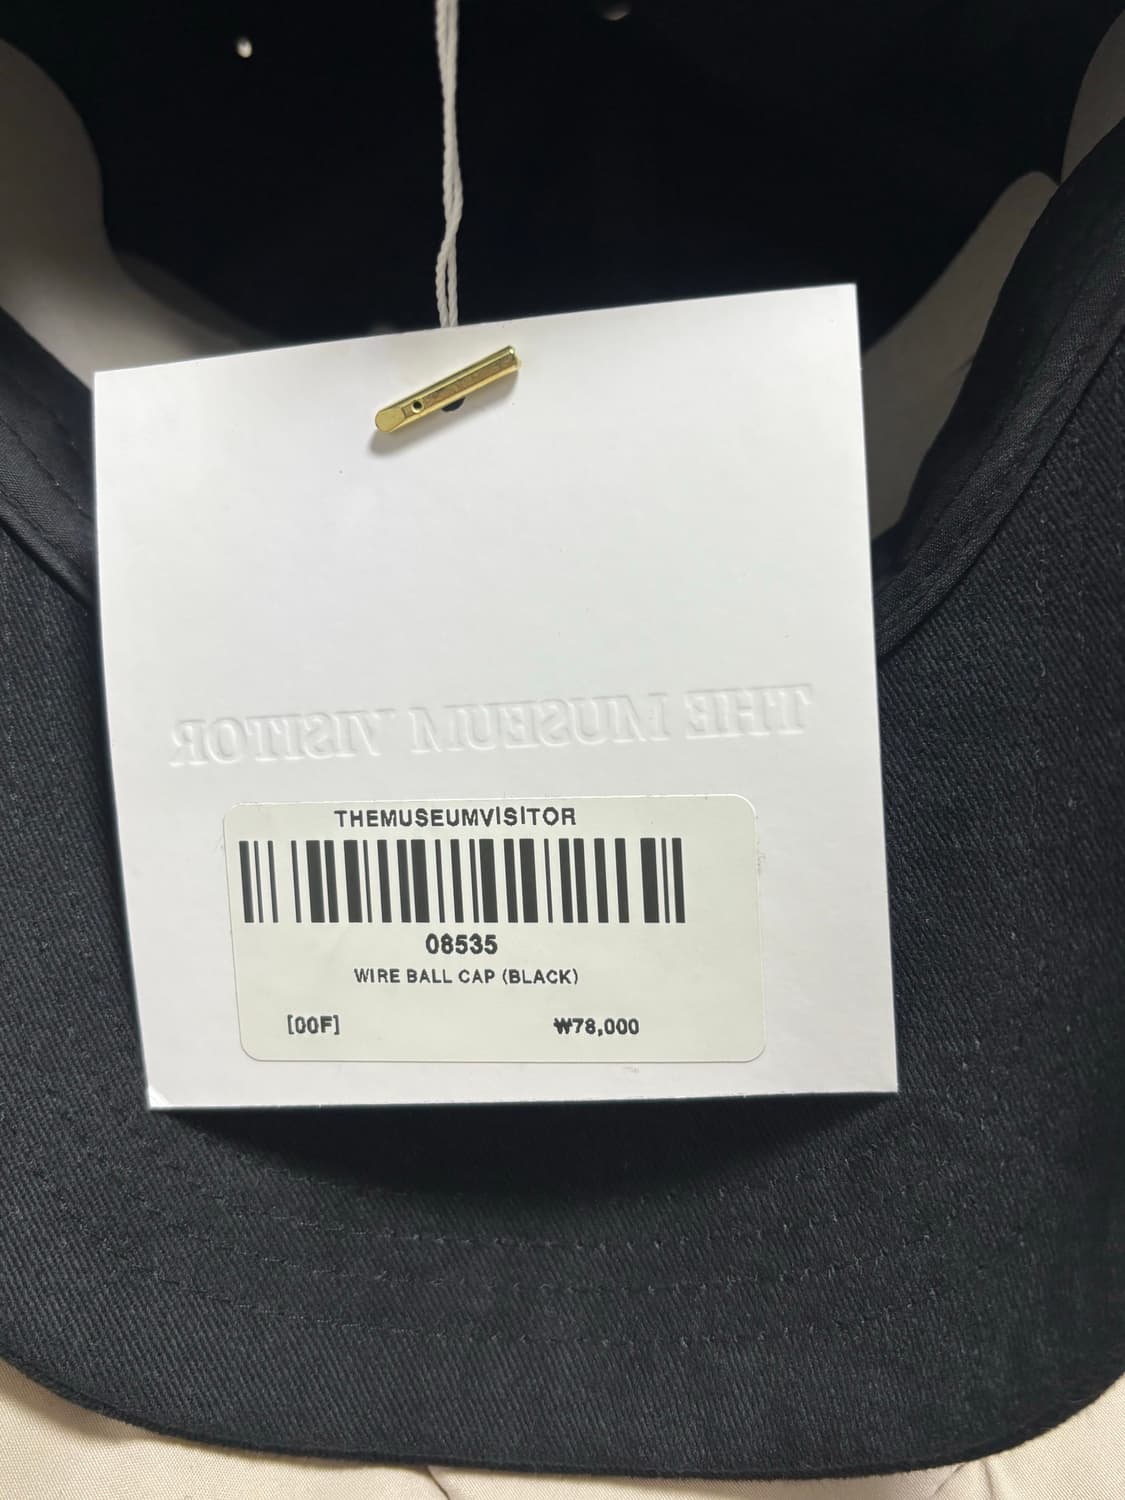 THE MUSEUM VISITOR
THEMUSEUMVISITOR
08535
WIRE BALL CAP (BLACK)
[00F] ₩78,000